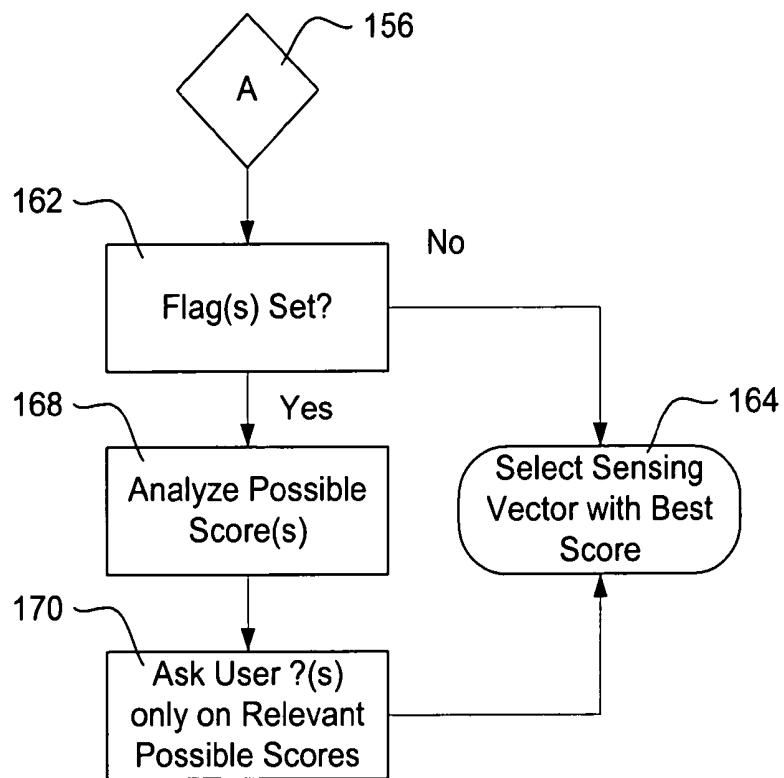 156
A
162
No
Flag(s) Set?
168
Yes
164
Analyze Possible
Score(s)
Select Sensing
Vector with Best
Score
170
Ask User ?(s)
only on Relevant
Possible Scores